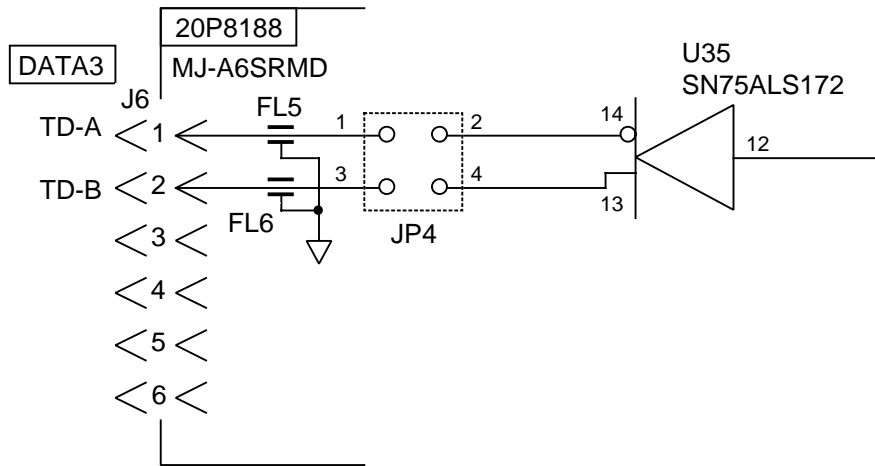 20P8188
DATA3
MJ-A6SRMD
U35
SN75ALS172
J6
FL5
TD-A
1
1
2
14
12
TD-B
2
3
4
13
FL6
JP4
3
4
5
6